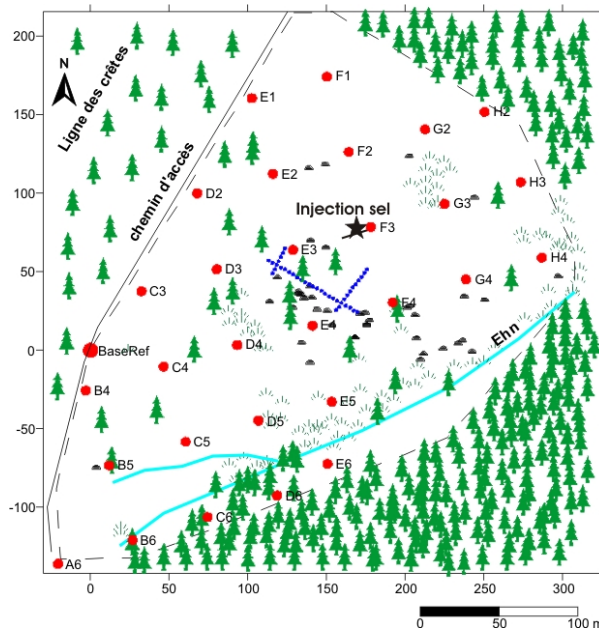 200
150
100
50
0
-50
-100
N
Ligne des crêtes
chemin d'accès
F1
E1
H2
G2
F2
E2
H3
D2
G3
Injection sel
F3
E3
H4
D3
G4
C3
F4
E4
Ehn
D4
BaseRef
C4
B4
E5
D5
C5
B5
E6
D6
C6
B6
A6
0
50
100
150
200
250
300
m
0
50
100 m